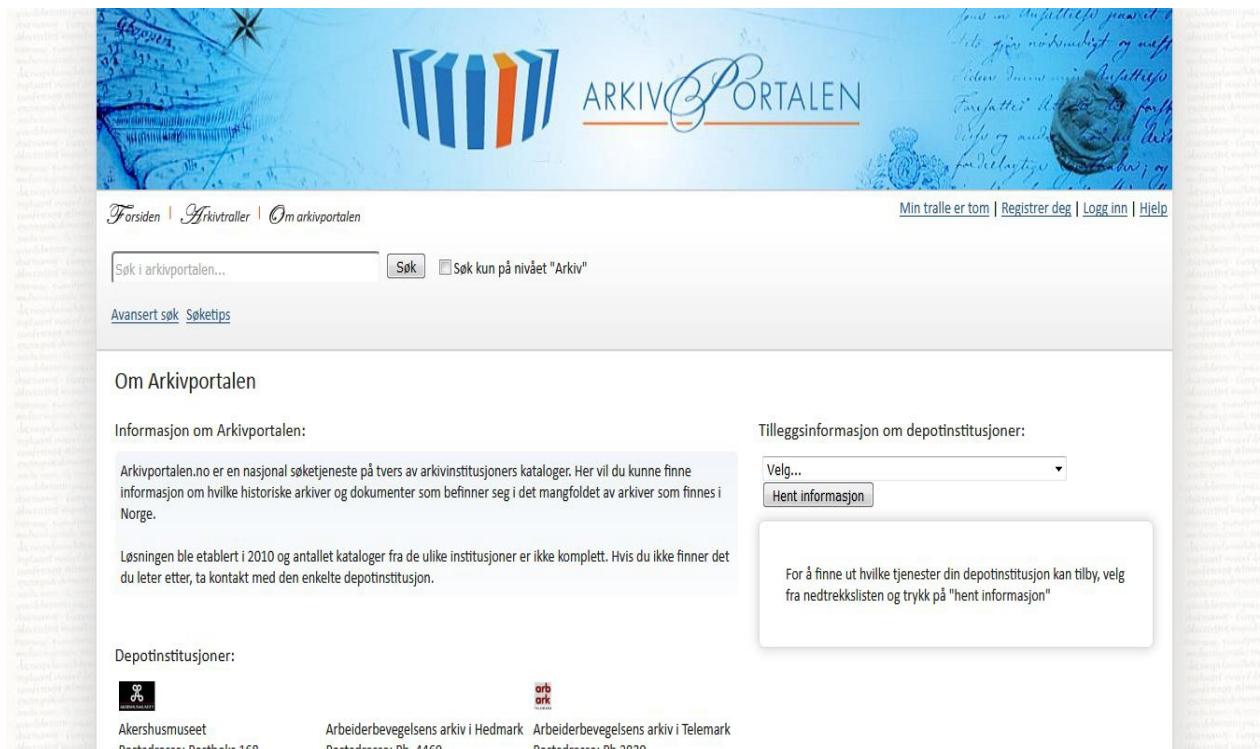 ARKIVPORTALEN
Forsiden | Arkivtraller | Om arkivportalen
Min tralle er tom | Registrer deg | Logg inn | Hjelp
Søk i arkivportalen...
Søk
Søk kun på nivået "Arkiv"
Avansert søk Søketips
Om Arkivportalen
Informasjon om Arkivportalen:
Arkivportalen.no er en nasjonal søketjeneste på tvers av arkivinstitusjoners kataloger. Her vil du kunne finne
informasjon om hvilke historiske arkiver og dokumenter som befinner seg i det mangfoldet av arkiver som finnes i
Norge.
Løsningen ble etablert i 2010 og antallet kataloger fra de ulike institusjoner er ikke komplett. Hvis du ikke finner det
du leter etter, ta kontakt med den enkelte depotinstitusjon.
Tilleggsinformasjon om depotinstitusjoner:
Velg...
Hent informasjon
For å finne ut hvilke tjenester din depotinstitusjon kan tilby, velg
fra nedtrekkslisten og trykk på "hent informasjon"
Depotinstitusjoner:
arb
ark
Akershusmuseet
Arbeiderbevegelsens arkiv i Hedmark
Arbeiderbevegelsens arkiv i Telemark